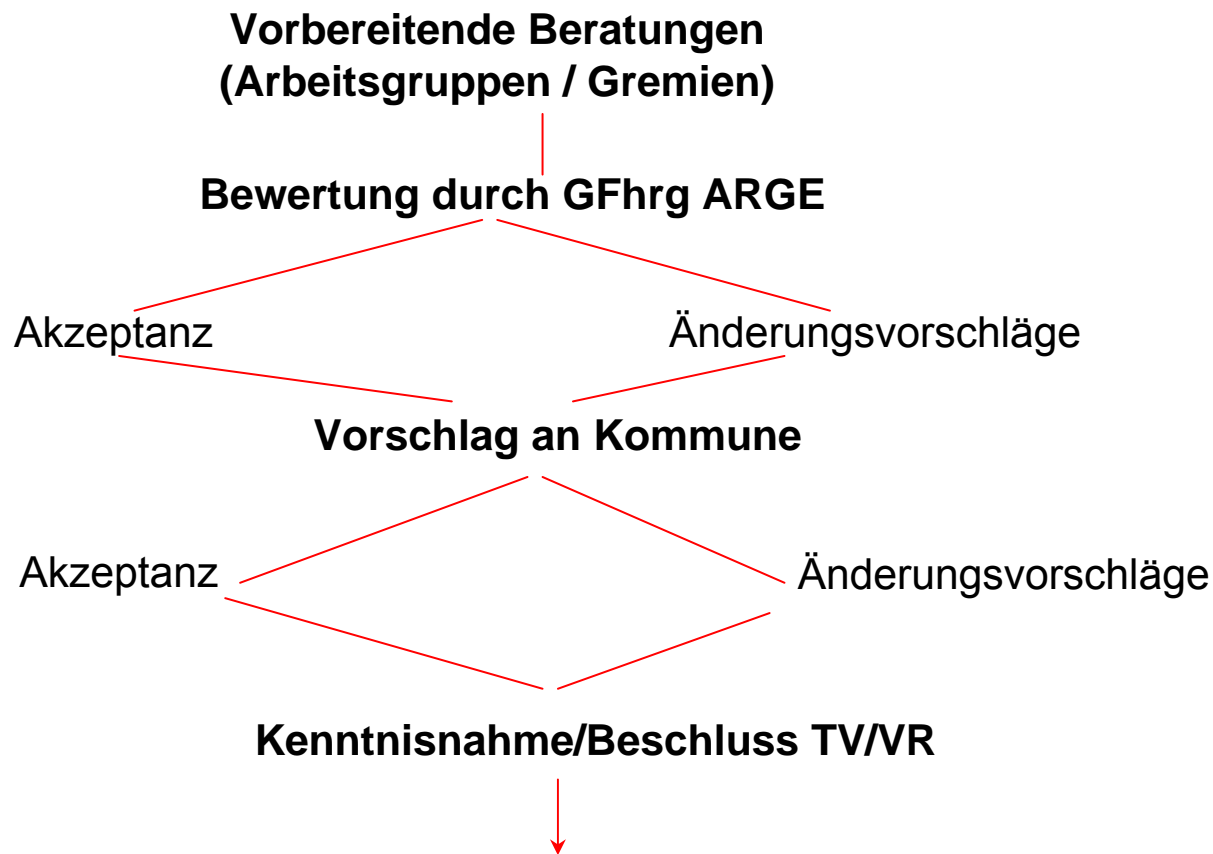 Vorbereitende Beratungen
(Arbeitsgruppen / Gremien)
Bewertung durch GFhrg ARGE
Akzeptanz
Änderungsvorschläge
Vorschlag an Kommune
Akzeptanz
Änderungsvorschläge
Kenntnisnahme/Beschluss TV/VR